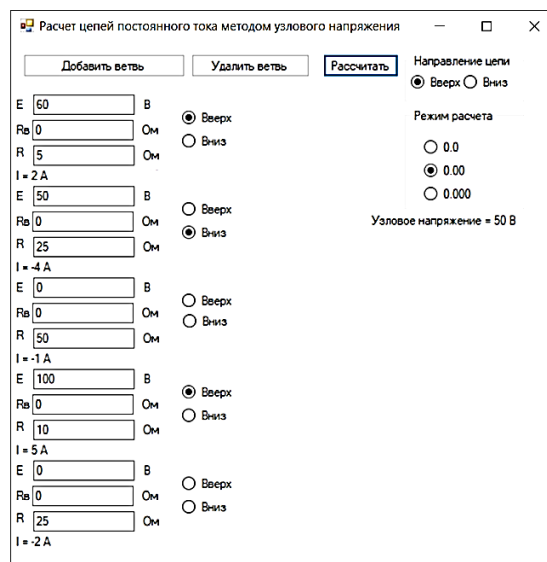 Расчет цепей постоянного тока методом узлового напряжения
Добавить ветвь Удалить ветвь Рассчитать
Направление цепи
Вверх Вниз
Режим расчета
0.0
0.00
0.000
Узловое напряжение = 50 В
E 60 В
Rв 0 Ом
R 5 Ом
Вверх
Вниз
I = 2 А
E 50 В
Rв 0 Ом
R 25 Ом
Вверх
Вниз
I = -4 А
E 0 В
Rв 0 Ом
R 50 Ом
Вверх
Вниз
I = -1 А
E 100 В
Rв 0 Ом
R 10 Ом
Вверх
Вниз
I = 5 А
E 0 В
Rв 0 Ом
R 25 Ом
Вверх
Вниз
I = -2 А